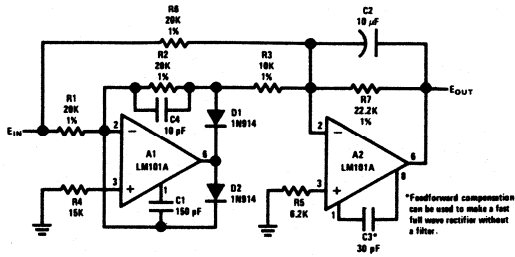 R6
20K
1%
C2
10 μF
R2
20K
1%
R3
10K
1%
C4
10 pF
R7
22.2K
1%
EOUT
R1
20K
1%
EIN
D1
1N914
2
−
A1
LM101A
6
3
+
1
R4
15K
C1
150 pF
D2
1N914
2
−
A2
LM101A
6
8
3
+
1
R5
6.2K
C3*
30 pF
*Feedforward compensation
can be used to make a fast
full wave rectifier without
a filter.